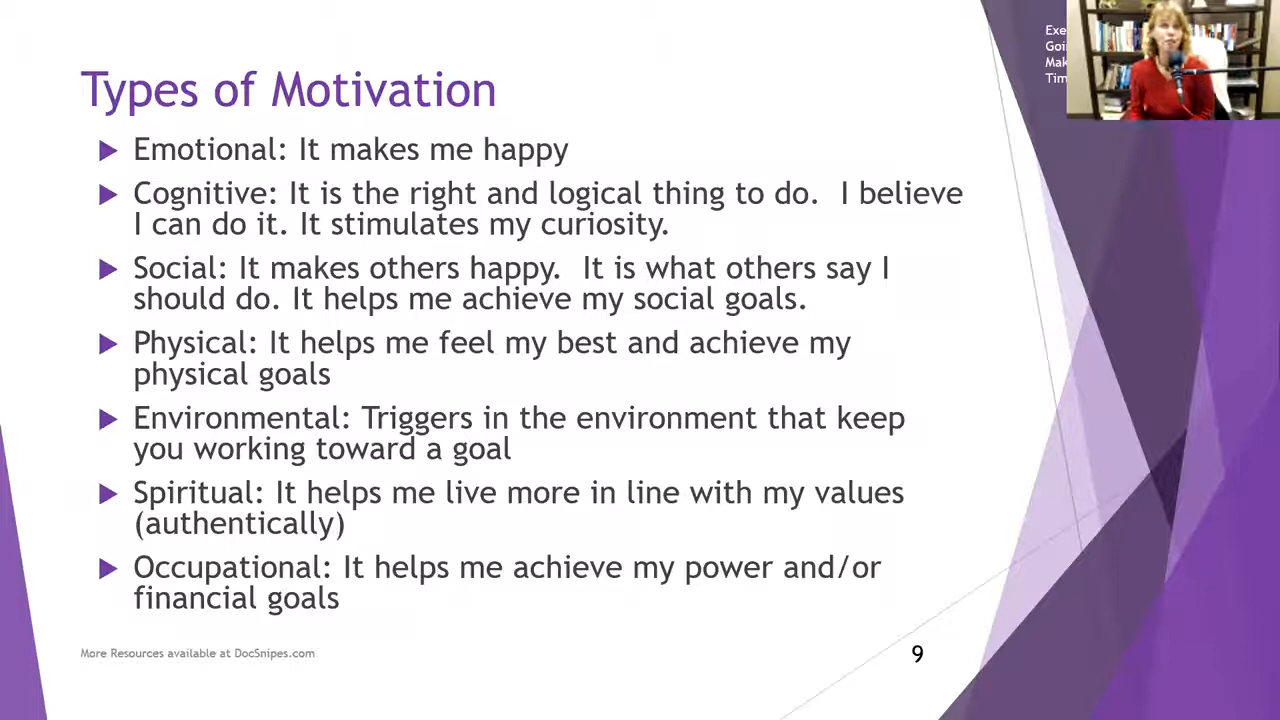 Types of Motivation
Emotional: It makes me happy
Cognitive: It is the right and logical thing to do.  I believe
I can do it. It stimulates my curiosity.
Social: It makes others happy.  It is what others say I
should do. It helps me achieve my social goals.
Physical: It helps me feel my best and achieve my
physical goals
Environmental: Triggers in the environment that keep
you working toward a goal
Spiritual: It helps me live more in line with my values
(authentically)
Occupational: It helps me achieve my power and/or
financial goals
More Resources available at DocSnipes.com
9